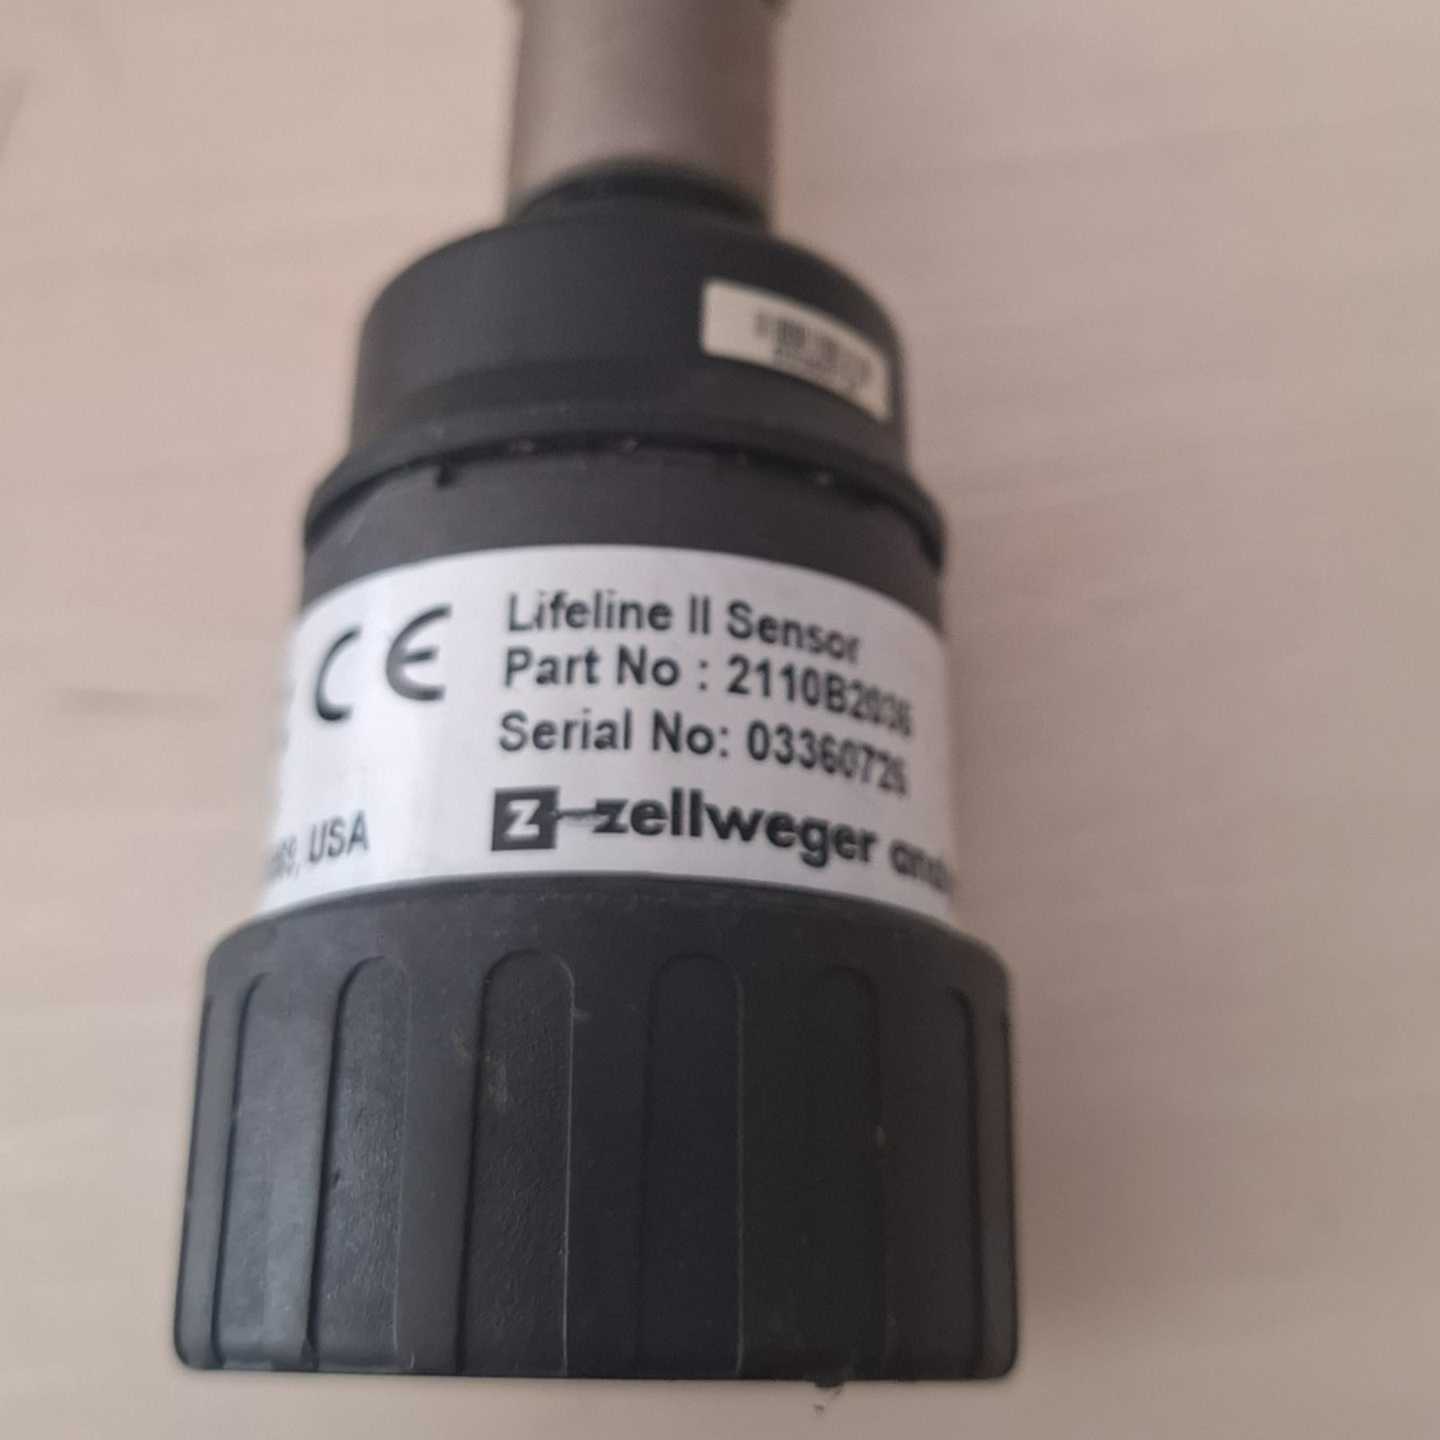 CE
Lifeline II Sensor
Part No : 2110B2036
Serial No: 03360726
Z zellweger
USA